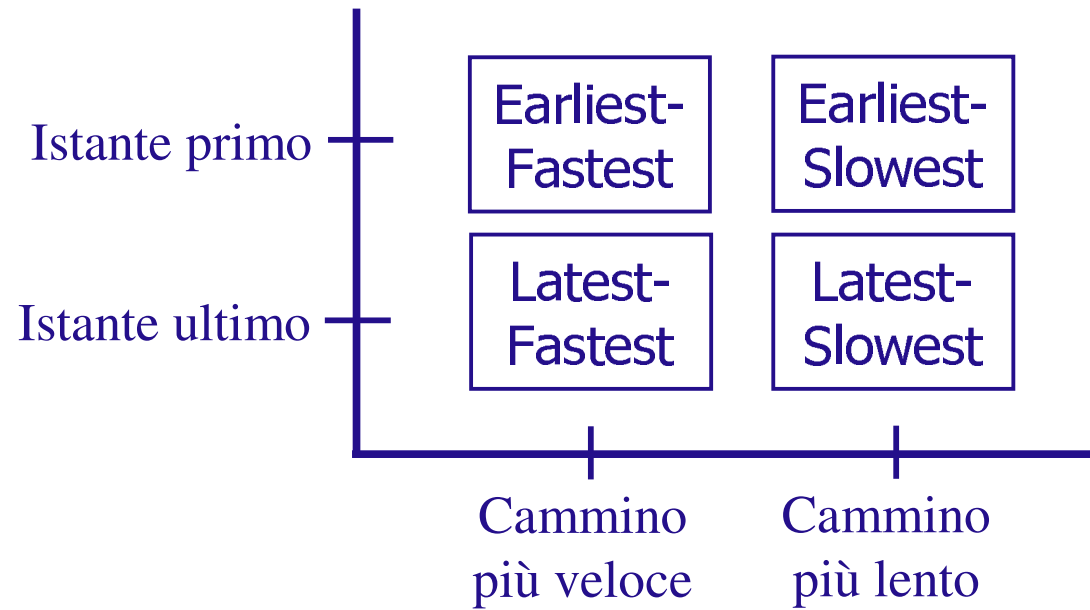 Istante primo
Earliest-
Fastest
Earliest-
Slowest
Istante ultimo
Latest-
Fastest
Latest-
Slowest
Cammino
più veloce
Cammino
più lento